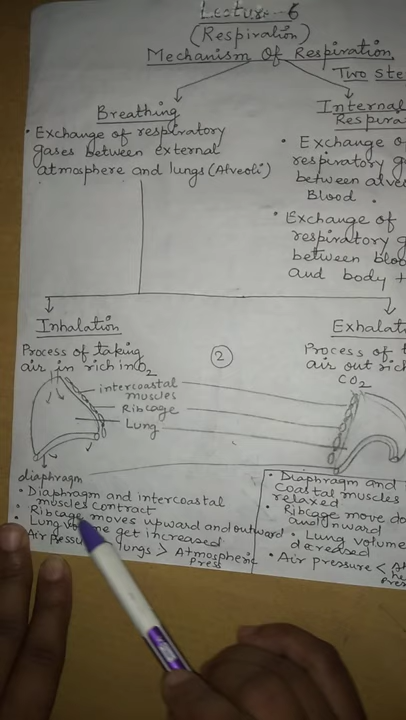 Lecture-6
(Respiration)
Mechanism Of Respiration
Two Ste
Breathing
• Exchange of respiratory
gases between external
atmosphere and lungs (Alveoli)
Internal
Respira
• Exchange o
respiratory g
between alve
Blood.
• Exchange of
respiratory g
between bloo
and body +
Inhalation
Process of taking
air in rich in O2
2
intercoastal
muscles
Ribcage
Lung
diaphragm
• Diaphragm and intercoastal
muscles contract
• Ribcage moves upward and outward
• Lung volume get increased
Air pressu lungs > Atmospheric
Press
Exhalat
Process of t
air out rich
CO2
• Diaphragm and
Coastal muscles
relaxed
• Ribcage move do
and inward
• Lung volume
decreased
• Air pressure < At
Pres